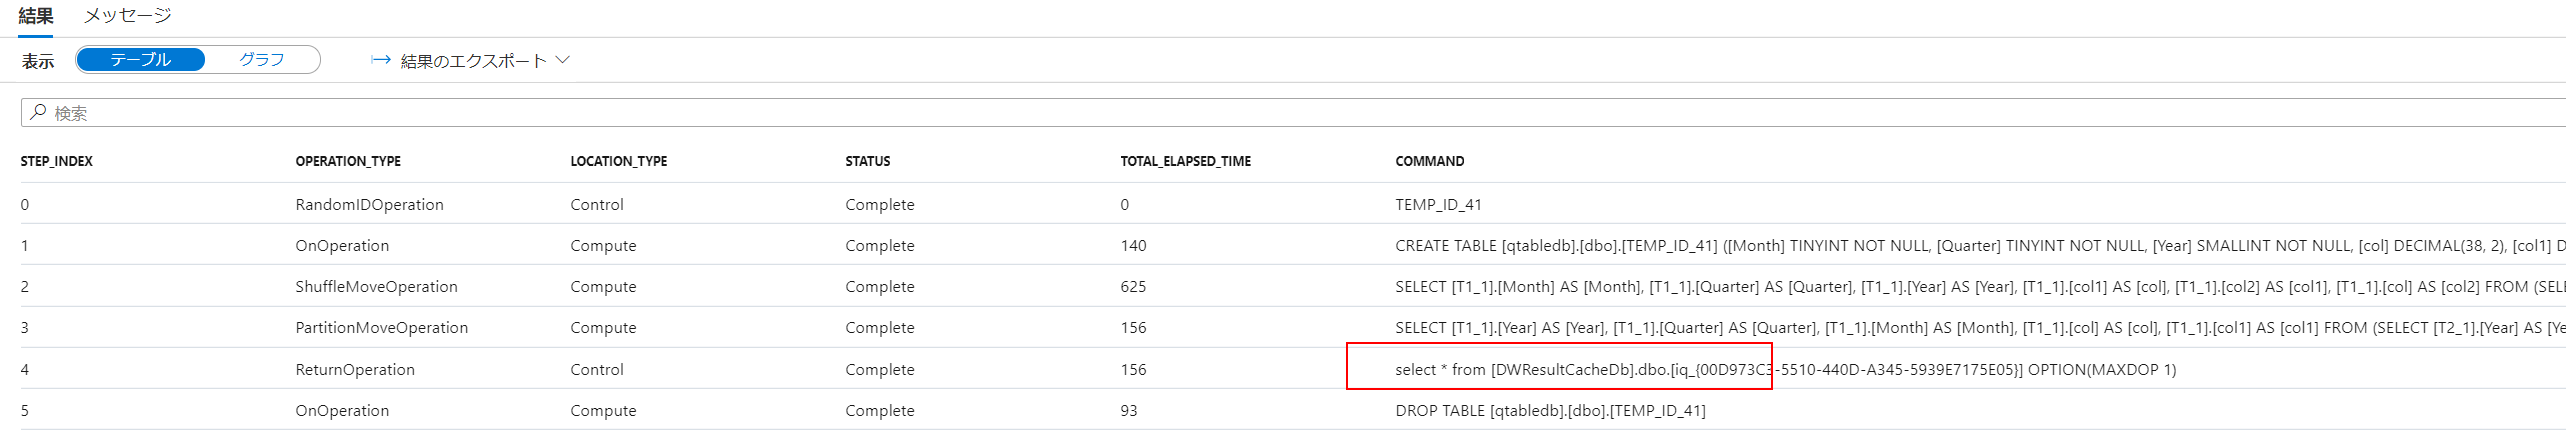 結果 メッセージ
表示 テーブル グラフ 結果のエクスポート
検索
STEP_INDEX OPERATION_TYPE LOCATION_TYPE STATUS TOTAL_ELAPSED_TIME COMMAND
0 RandomIDOperation Control Complete 0 TEMP_ID_41
1 OnOperation Compute Complete 140 CREATE TABLE [qtabledb].[dbo].[TEMP_ID_41] ([Month] TINYINT NOT NULL, [Quarter] TINYINT NOT NULL, [Year] SMALLINT NOT NULL, [col] DECIMAL(38, 2), [col1] D
2 ShuffleMoveOperation Compute Complete 625 SELECT [T1_1].[Month] AS [Month], [T1_1].[Quarter] AS [Quarter], [T1_1].[Year] AS [Year], [T1_1].[col1] AS [col], [T1_1].[col2] AS [col1], [T1_1].[col] AS [col2] FROM (SEL
3 PartitionMoveOperation Compute Complete 156 SELECT [T1_1].[Year] AS [Year], [T1_1].[Quarter] AS [Quarter], [T1_1].[Month] AS [Month], [T1_1].[col] AS [col], [T1_1].[col1] AS [col1] FROM (SELECT [T2_1].[Year] AS [Ye
4 ReturnOperation Control Complete 156 select * from [DWResultCacheDb].dbo.[iq_{00D973C3-5510-440D-A345-5939E7175E05}] OPTION(MAXDOP 1)
5 OnOperation Compute Complete 93 DROP TABLE [qtabledb].[dbo].[TEMP_ID_41]